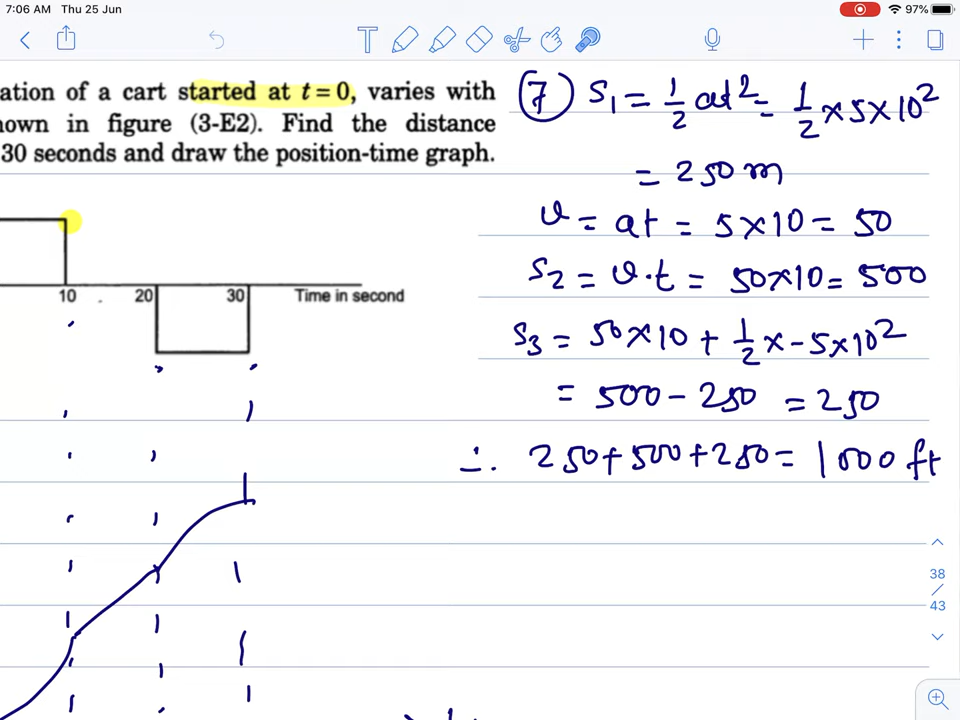 7:06 AM Thu 25 Jun
97%
ation of a cart started at t = 0, varies with
nown in figure (3-E2). Find the distance
30 seconds and draw the position-time graph.
10 20 30 Time in second
(7) S1 = 1/2 at² = 1/2 × 5 × 10²
= 250 m
v = at = 5 × 10 = 50
S2 = v·t = 50 × 10 = 500
S3 = 50 × 10 + 1/2 × -5 × 10²
= 500 - 250 = 250
∴ 250 + 500 + 250 = 1000 ft
38
/
43